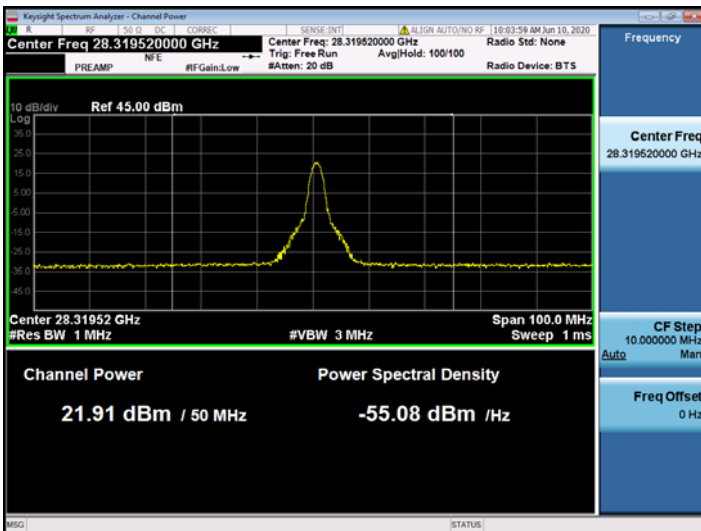 Keysight Spectrum Analyzer - Channel Power
R RF 50 Ω DC CORREC SENSE:INT ALIGN AUTO/NO RF 10:03:59 AM Jun 10, 2020
Center Freq 28.319520000 GHz
Center Freq: 28.319520000 GHz
Radio Std: None
NFE
Trig: Free Run
Avg|Hold: 100/100
PREAMP
#IFGain:Low
#Atten: 20 dB
Radio Device: BTS
10 dB/div
Ref 45.00 dBm
Log
35.0
25.0
15.0
5.00
-5.00
-15.0
-25.0
-35.0
-45.0
Center 28.31952 GHz
Span 100.0 MHz
#Res BW 1 MHz
#VBW 3 MHz
Sweep 1 ms
Channel Power
Power Spectral Density
21.91 dBm / 50 MHz
-55.08 dBm /Hz
MSG
STATUS
Frequency
Center Freq
28.319520000 GHz
CF Step
10.000000 MHz
Auto Man
Freq Offset
0 Hz